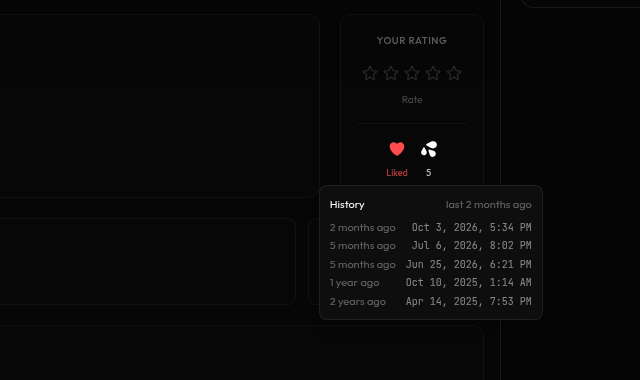 YOUR RATING
Rate
Liked 5
History last 2 months ago
2 months ago Oct 3, 2026, 5:34 PM
5 months ago Jul 6, 2026, 8:02 PM
5 months ago Jun 25, 2026, 6:21 PM
1 year ago Oct 10, 2025, 1:14 AM
2 years ago Apr 14, 2025, 7:53 PM